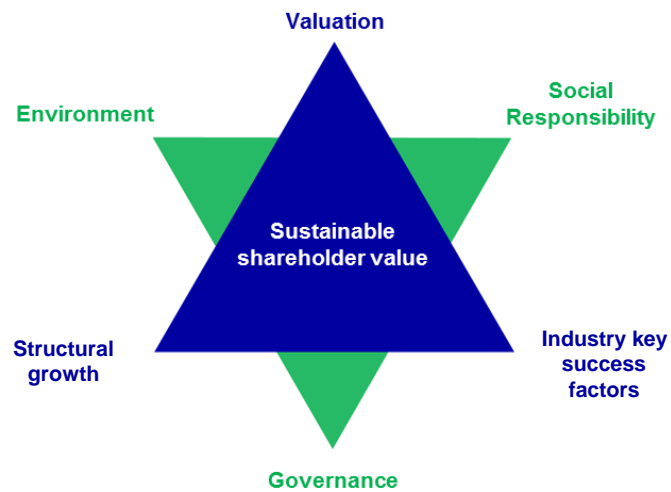 Valuation
Environment
Social
Responsibility
Sustainable
shareholder value
Structural
growth
Industry key
success
factors
Governance